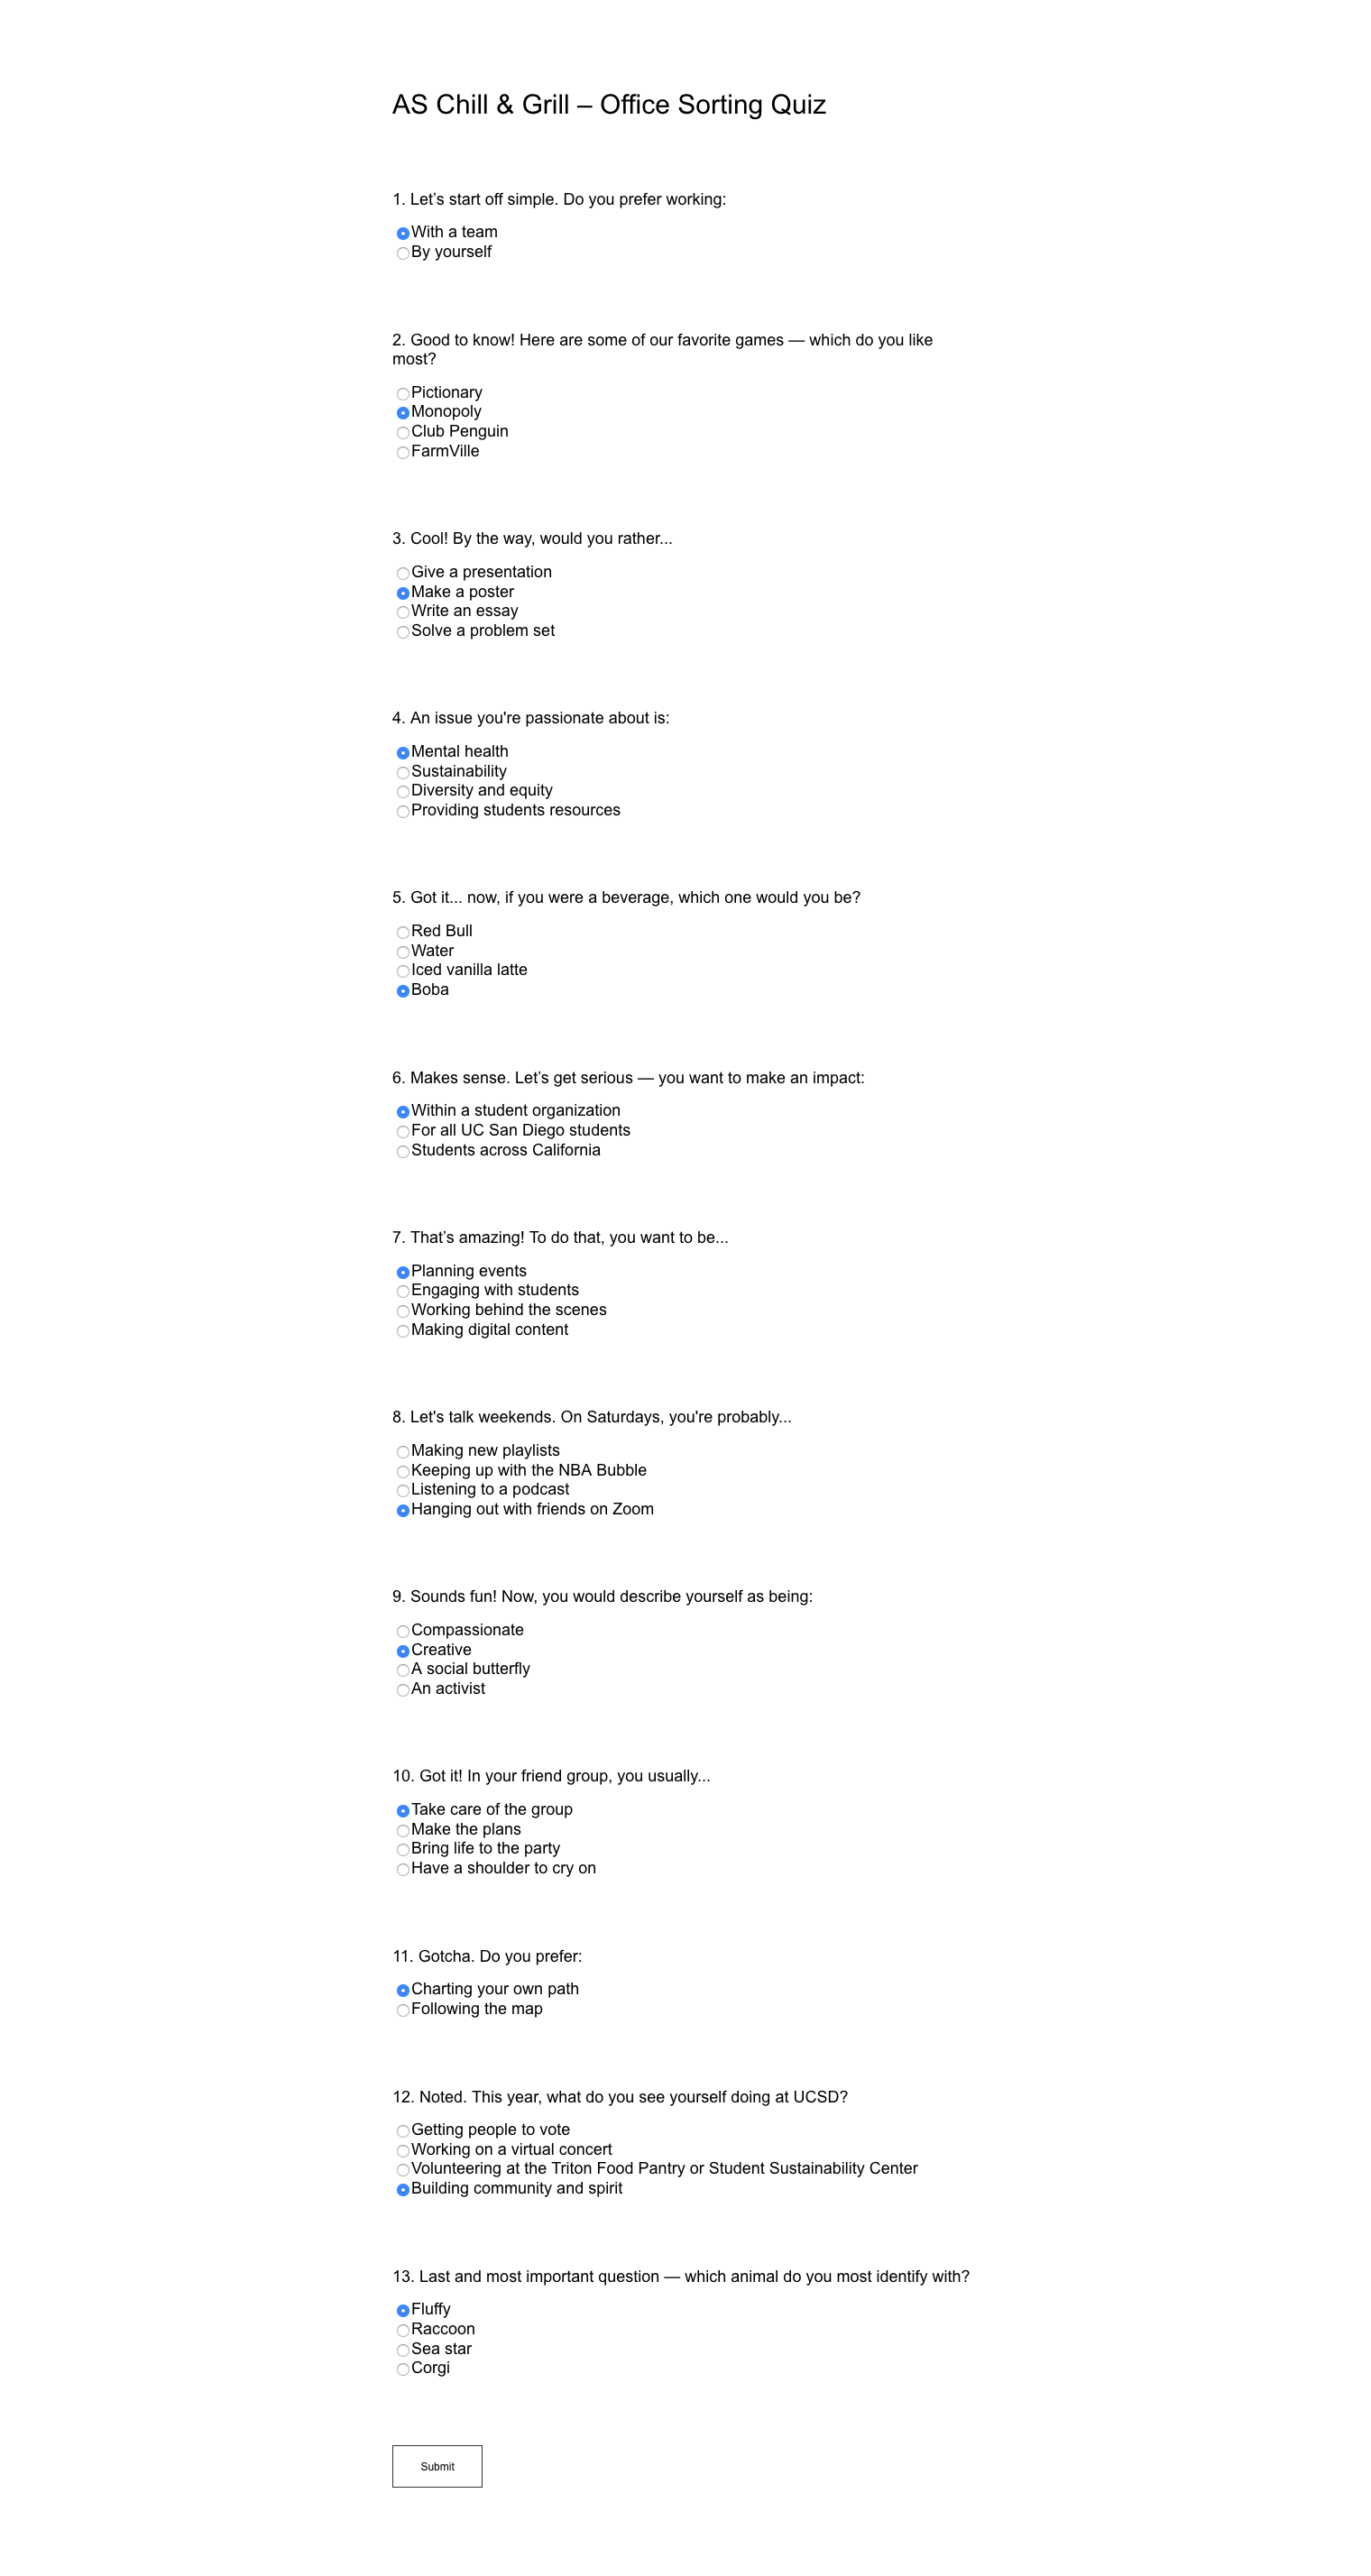 AS Chill & Grill – Office Sorting Quiz
1. Let’s start off simple. Do you prefer working:
With a team
By yourself
2. Good to know! Here are some of our favorite games — which do you like
most?
Pictionary
Monopoly
Club Penguin
FarmVille
3. Cool! By the way, would you rather...
Give a presentation
Make a poster
Write an essay
Solve a problem set
4. An issue you're passionate about is:
Mental health
Sustainability
Diversity and equity
Providing students resources
5. Got it... now, if you were a beverage, which one would you be?
Red Bull
Water
Iced vanilla latte
Boba
6. Makes sense. Let’s get serious — you want to make an impact:
Within a student organization
For all UC San Diego students
Students across California
7. That’s amazing! To do that, you want to be...
Planning events
Engaging with students
Working behind the scenes
Making digital content
8. Let's talk weekends. On Saturdays, you're probably...
Making new playlists
Keeping up with the NBA Bubble
Listening to a podcast
Hanging out with friends on Zoom
9. Sounds fun! Now, you would describe yourself as being:
Compassionate
Creative
A social butterfly
An activist
10. Got it! In your friend group, you usually...
Take care of the group
Make the plans
Bring life to the party
Have a shoulder to cry on
11. Gotcha. Do you prefer:
Charting your own path
Following the map
12. Noted. This year, what do you see yourself doing at UCSD?
Getting people to vote
Working on a virtual concert
Volunteering at the Triton Food Pantry or Student Sustainability Center
Building community and spirit
13. Last and most important question — which animal do you most identify with?
Fluffy
Raccoon
Sea star
Corgi
Submit